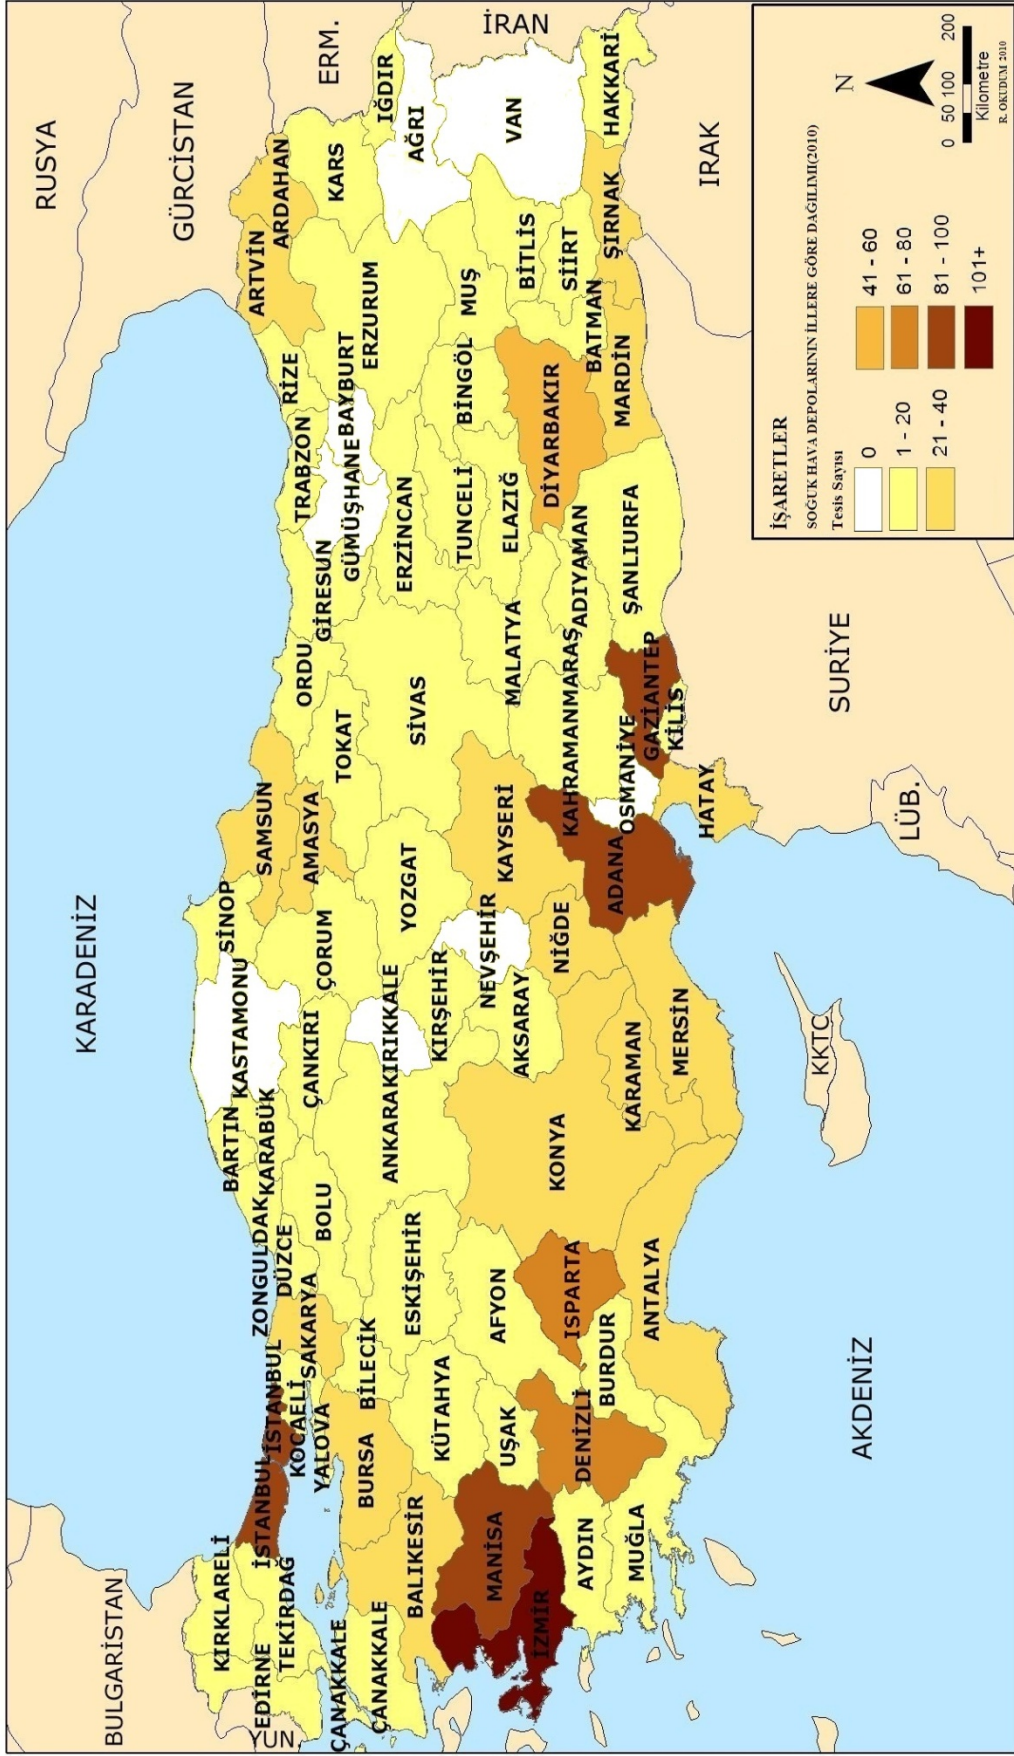 BULGARİSTAN
YUN.
KARADENİZ
RUSYA
GÜRCİSTAN
ERM.
İRAN
IRAK
SURİYE
LÜB.
KKTC
AKDENİZ
KIRKLARELİ
EDİRNE
TEKİRDAĞ
İSTANBUL
İSTANBUL
KOCAELİ
YALOVA
ÇANAKKALE
ÇANAKKALE
BALIKESİR
BURSA
BİLECİK
SAKARYA
DÜZCE
ZONGULDAK
BARTIN
KARABÜK
KASTAMONU
SİNOP
BOLU
ÇANKIRI
ÇORUM
SAMSUN
AMASYA
TOKAT
ORDU
GİRESUN
TRABZON
GÜMÜŞHANE
BAYBURT
RİZE
ARTVİN
ARDAHAN
KARS
IĞDIR
AĞRI
ERZURUM
ERZİNCAN
SİVAS
YOZGAT
KIRIKKALE
ANKARA
ESKİŞEHİR
KÜTAHYA
MANİSA
İZMİR
UŞAK
AFYON
KIRŞEHİR
NEVŞEHİR
AKSARAY
KAYSERİ
MALATYA
ELAZIĞ
TUNCELİ
BİNGÖL
MUŞ
BİTLİS
VAN
HAKKARİ
ŞIRNAK
SİİRT
BATMAN
MARDİN
DİYARBAKIR
ŞANLIURFA
ADIYAMAN
KAHRAMANMARAŞ
GAZİANTEP
KİLİS
OSMANİYE
HATAY
ADANA
NİĞDE
MERSİN
KARAMAN
KONYA
ISPARTA
ANTALYA
BURDUR
DENİZLİ
AYDIN
MUĞLA
İŞARETLER
SOĞUK HAVA DEPOLARININ İLLERE GÖRE DAĞILIMI(2010)
Tesis Sayısı
0
1 - 20
21 - 40
41 - 60
61 - 80
81 - 100
101+
N
0 50 100 200
Kilometre
R. OKUDUM 2010